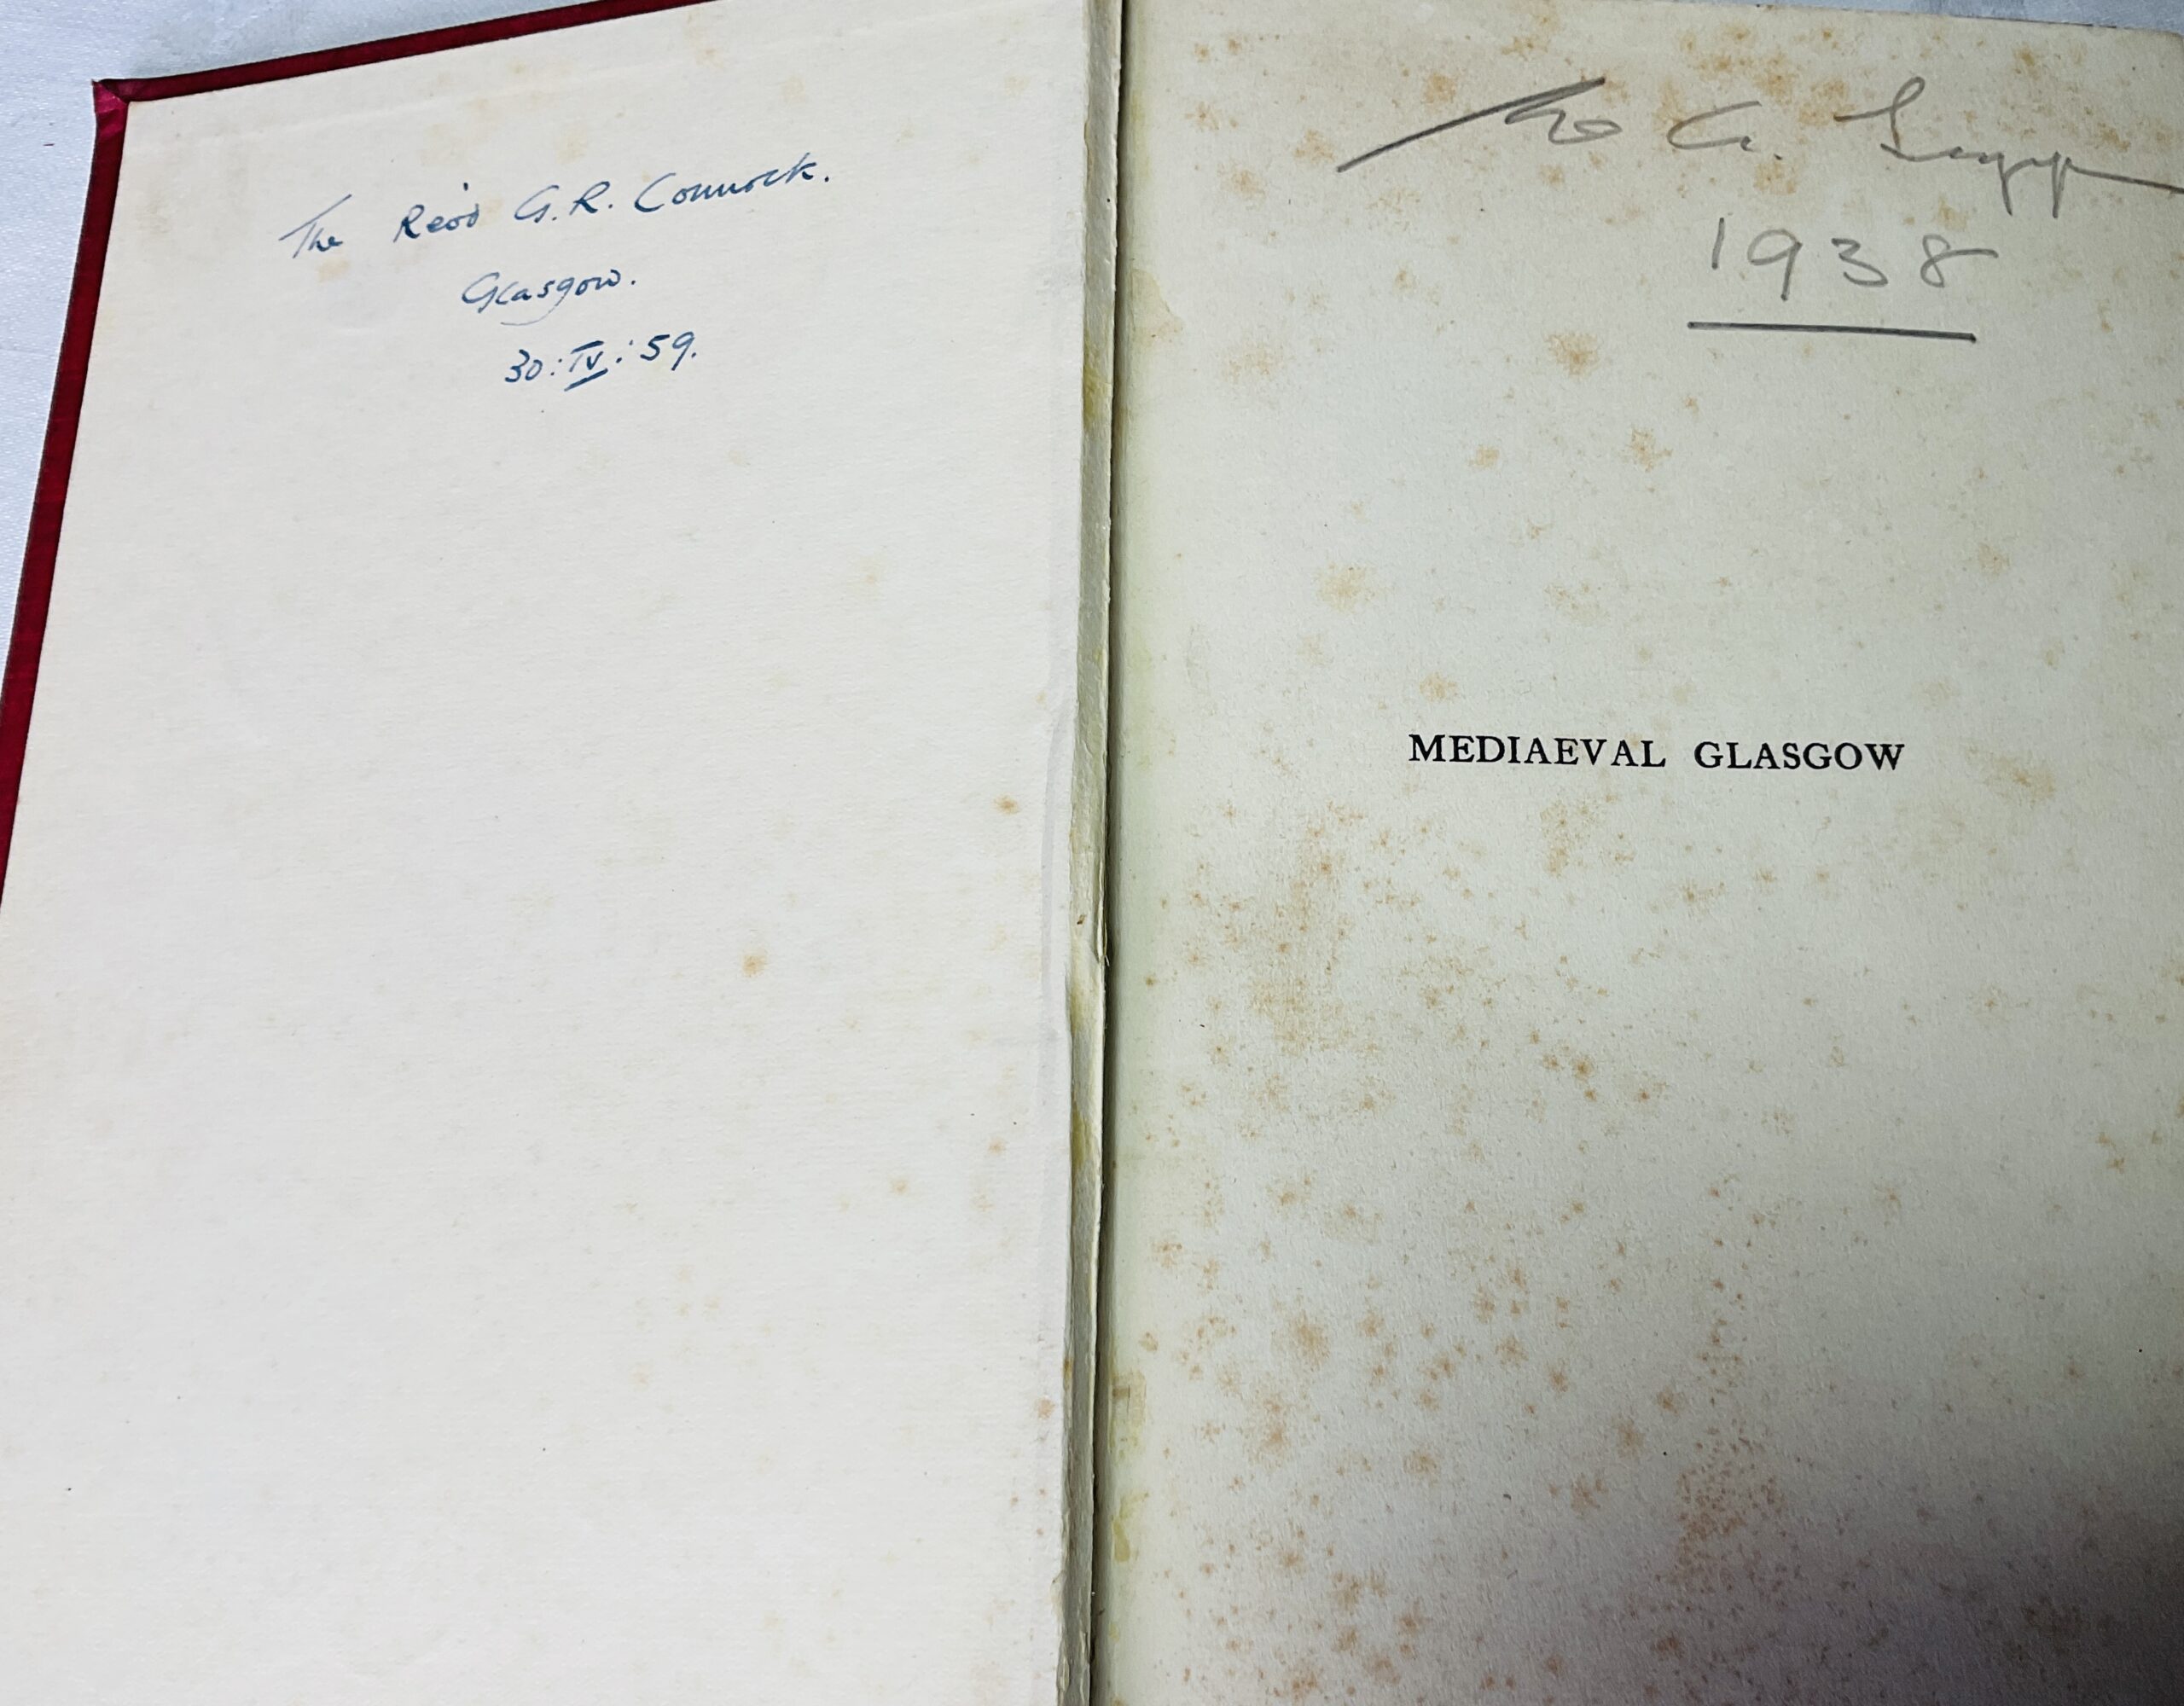 The Revd G.R. Connock.
Glasgow.
30:IV:59.
G.
1938
MEDIAEVAL GLASGOW